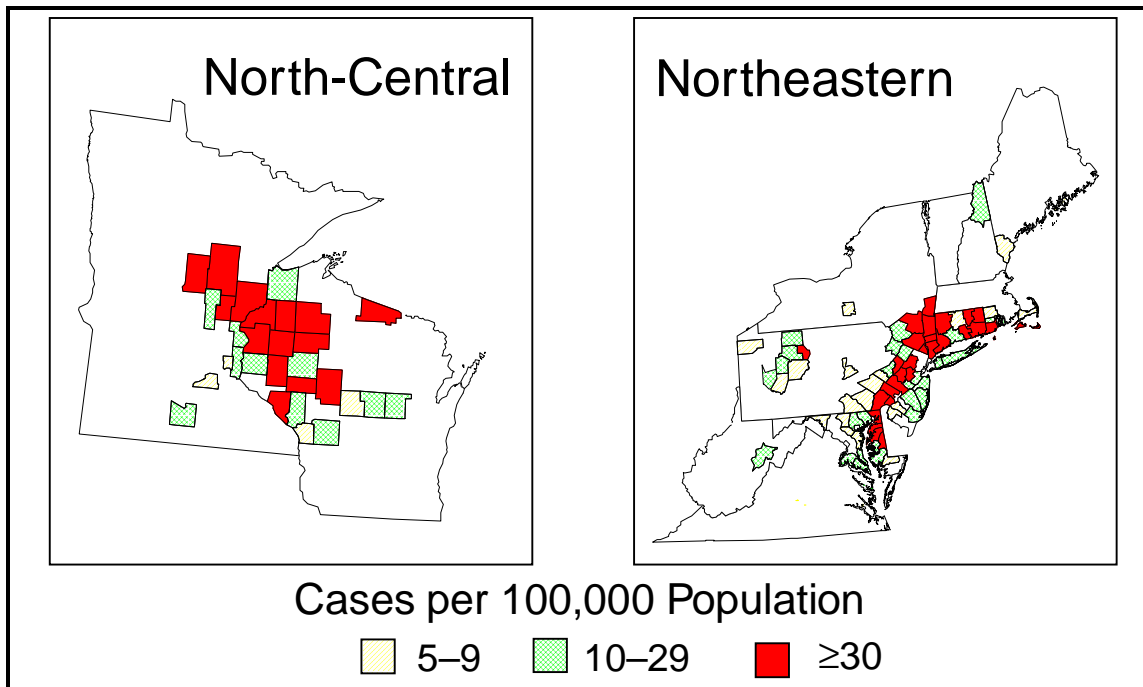 North-Central
Northeastern
Cases per 100,000 Population
5–9
10–29
≥30